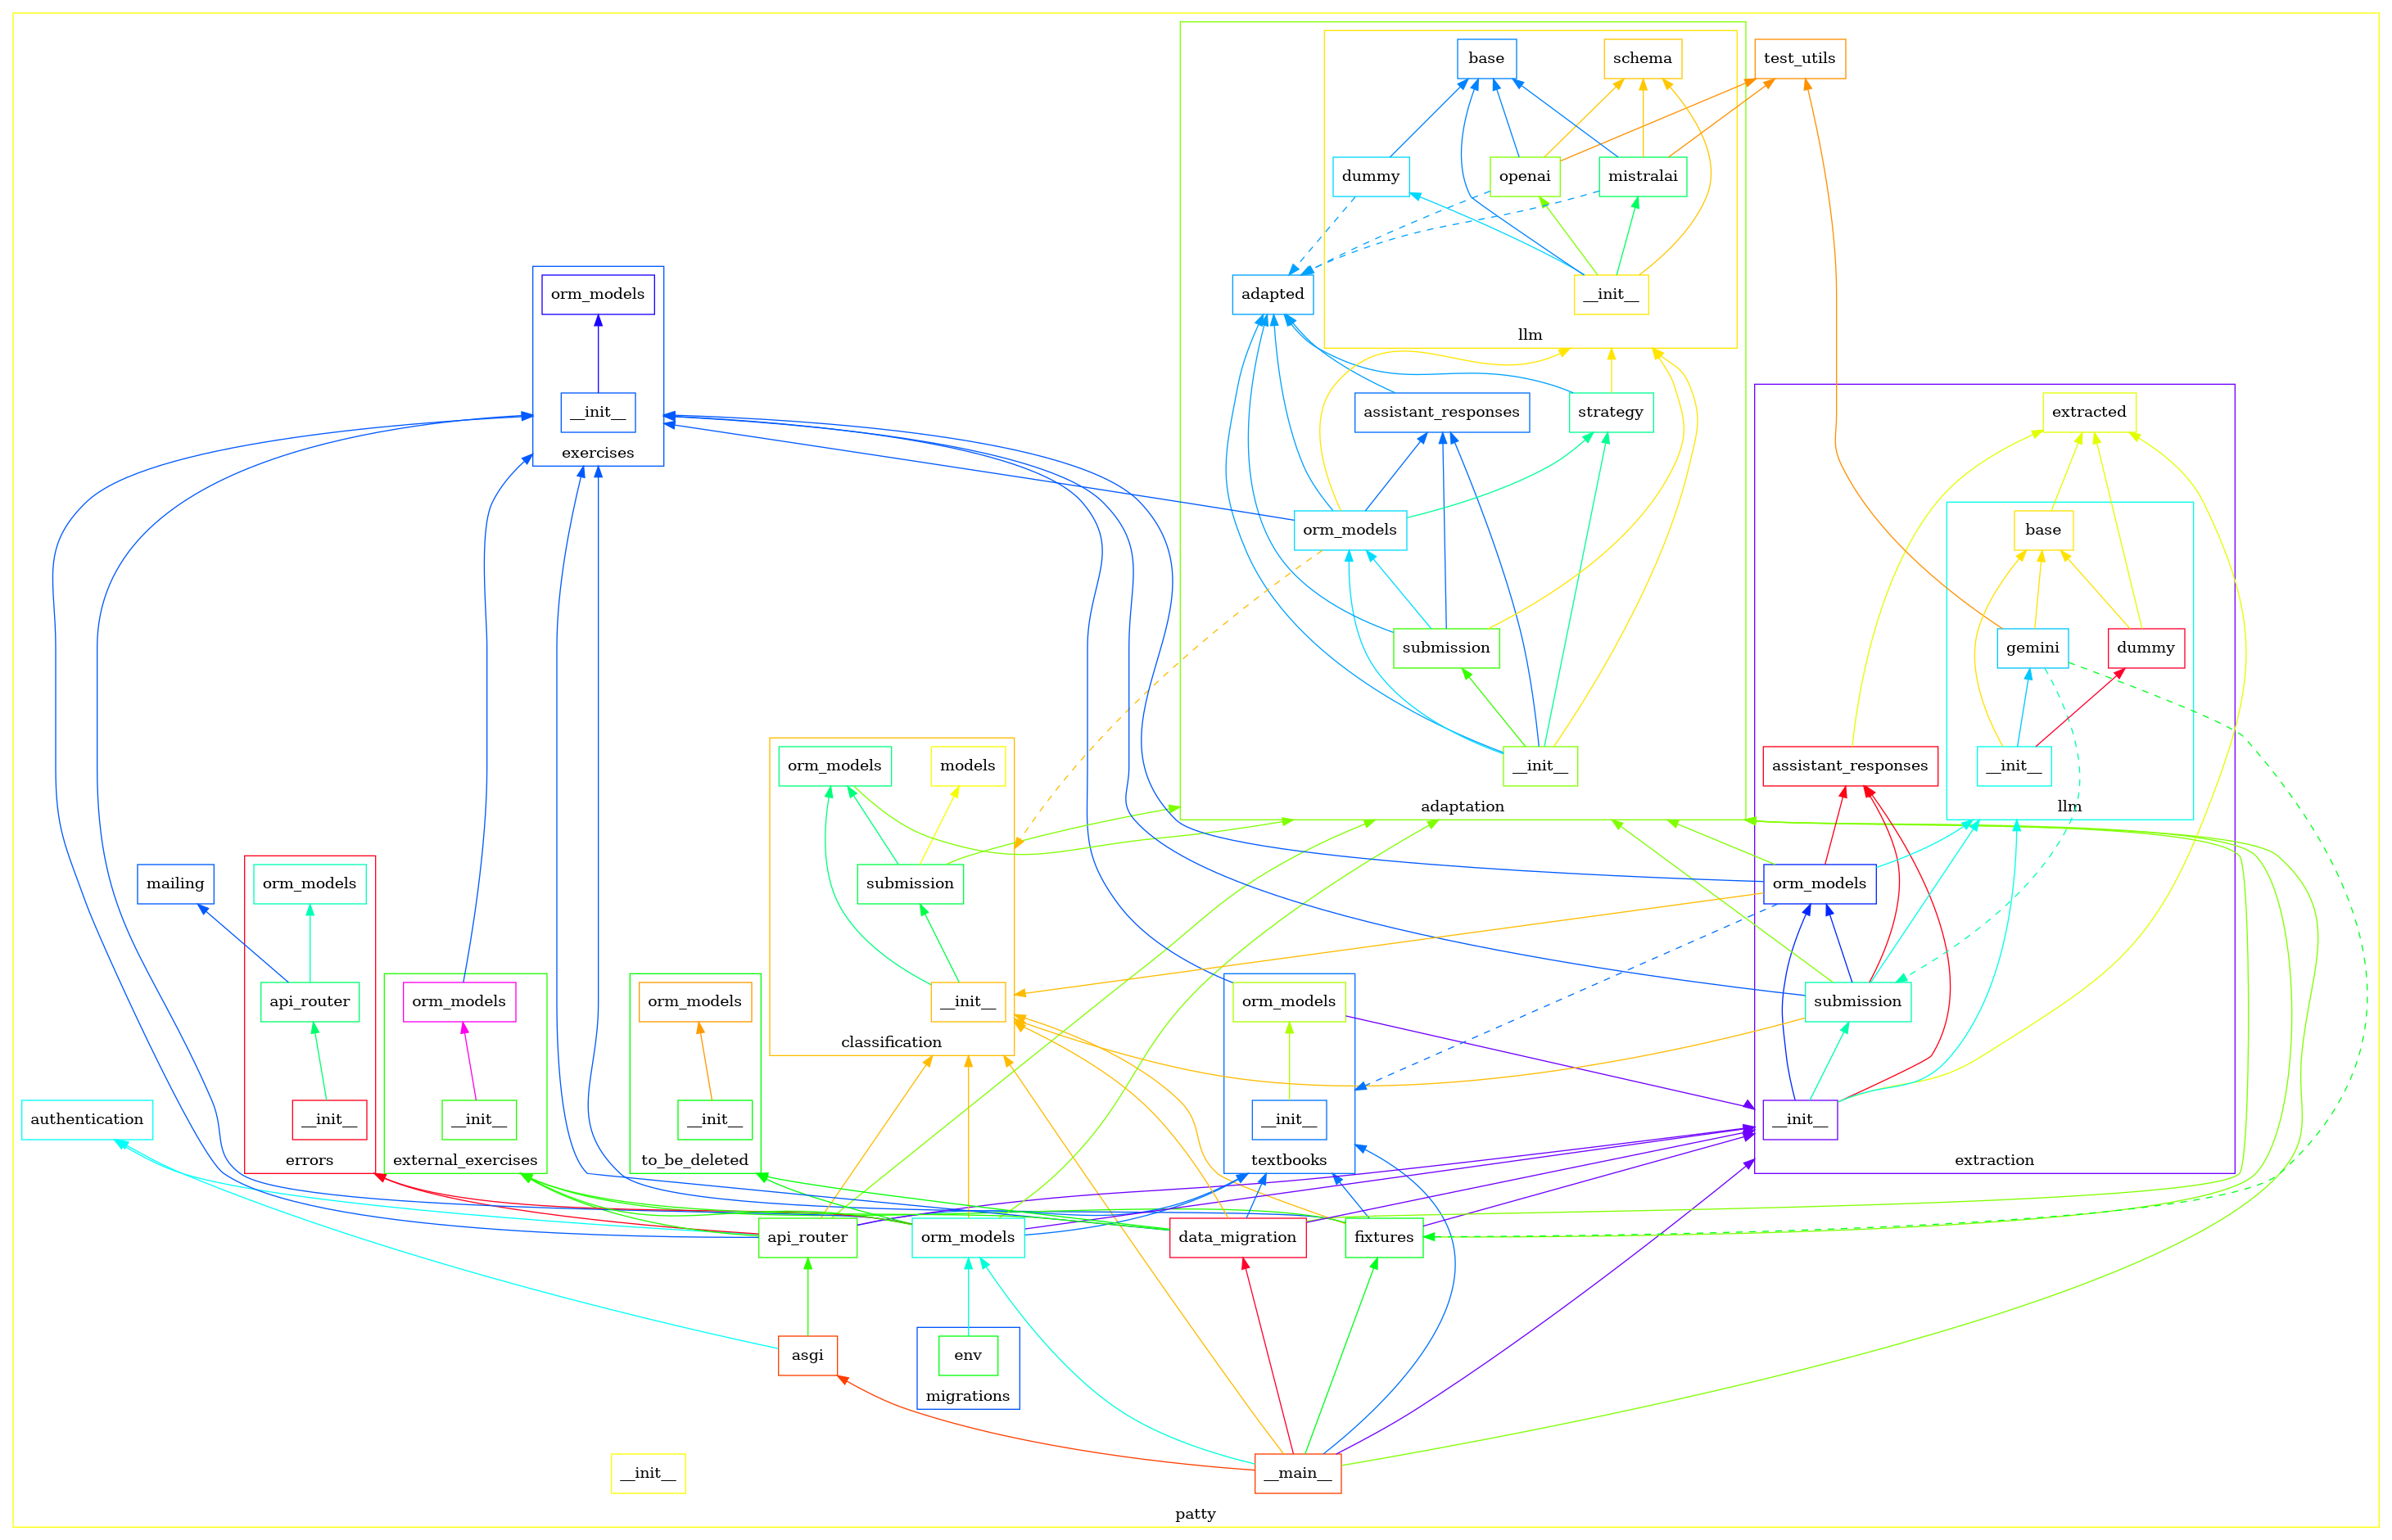 base
schema
test_utils
dummy
openai
mistralai
orm_models
adapted
__init__
llm
__init__
assistant_responses
strategy
extracted
exercises
orm_models
base
submission
gemini
dummy
orm_models
models
__init__
assistant_responses
__init__
adaptation
llm
mailing
orm_models
submission
orm_models
api_router
orm_models
orm_models
__init__
orm_models
submission
classification
authentication
__init__
__init__
__init__
__init__
__init__
errors
external_exercises
to_be_deleted
textbooks
extraction
api_router
orm_models
data_migration
fixtures
asgi
env
migrations
__init__
__main__
patty